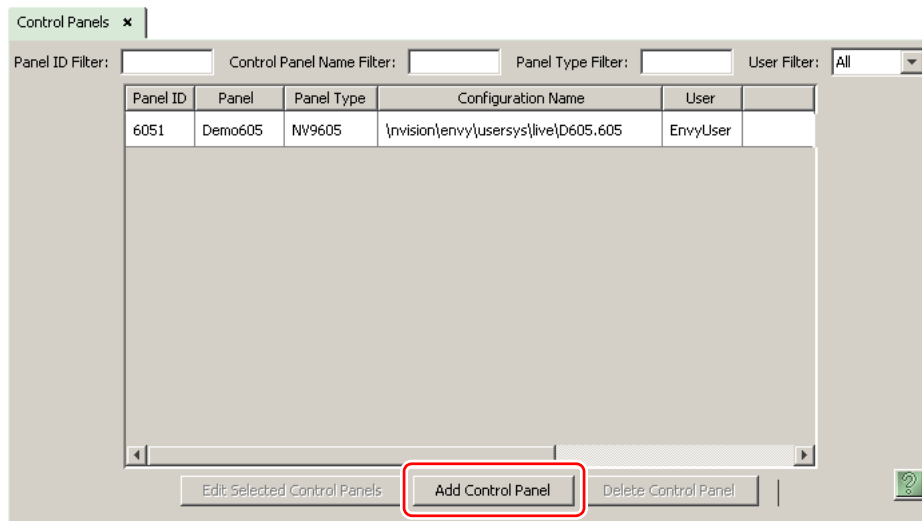 Control Panels ×
Panel ID Filter: Control Panel Name Filter: Panel Type Filter: User Filter: All
Panel ID Panel Panel Type Configuration Name User
6051 Demo605 NV9605 \nvision\envy\usersys\live\D605.605 EnvyUser
Edit Selected Control Panels Add Control Panel Delete Control Panel ?